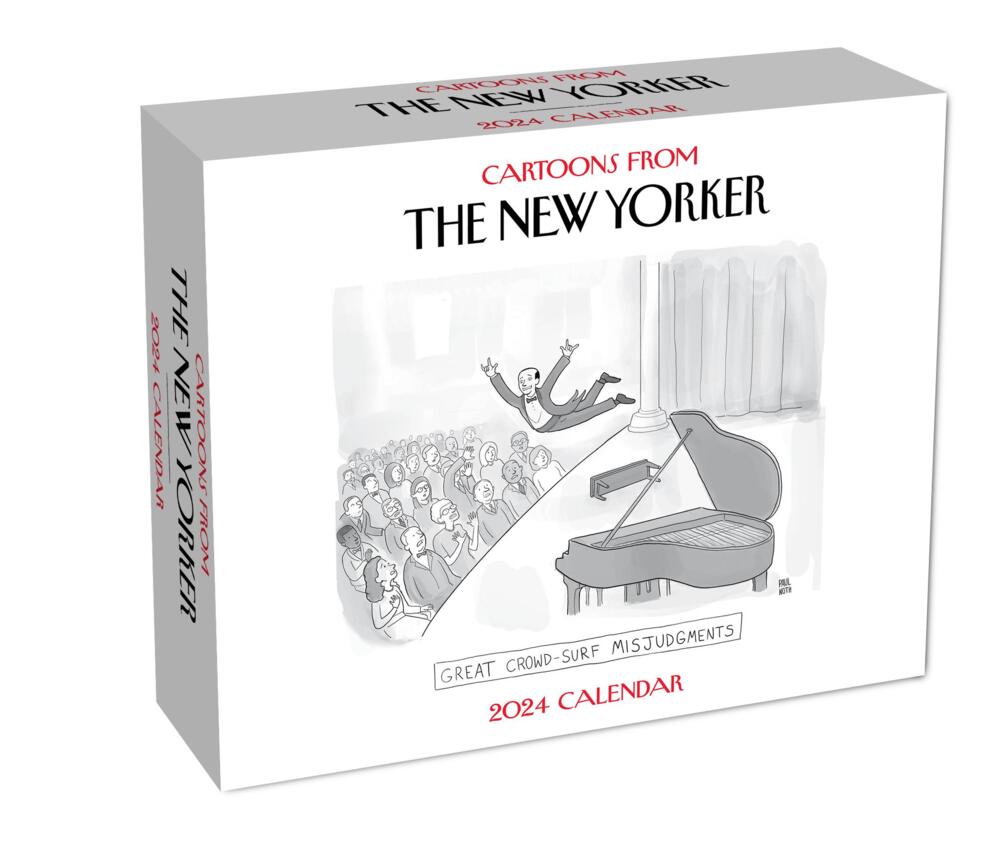 CARTOONS FROM
THE NEW YORKER
2024 CALENDAR
CARTOONS FROM
THE NEW YORKER
2024 CALENDAR
CARTOONS FROM
THE NEW YORKER
PAUL
NOTH
GREAT CROWD-SURF MISJUDGMENTS
2024 CALENDAR